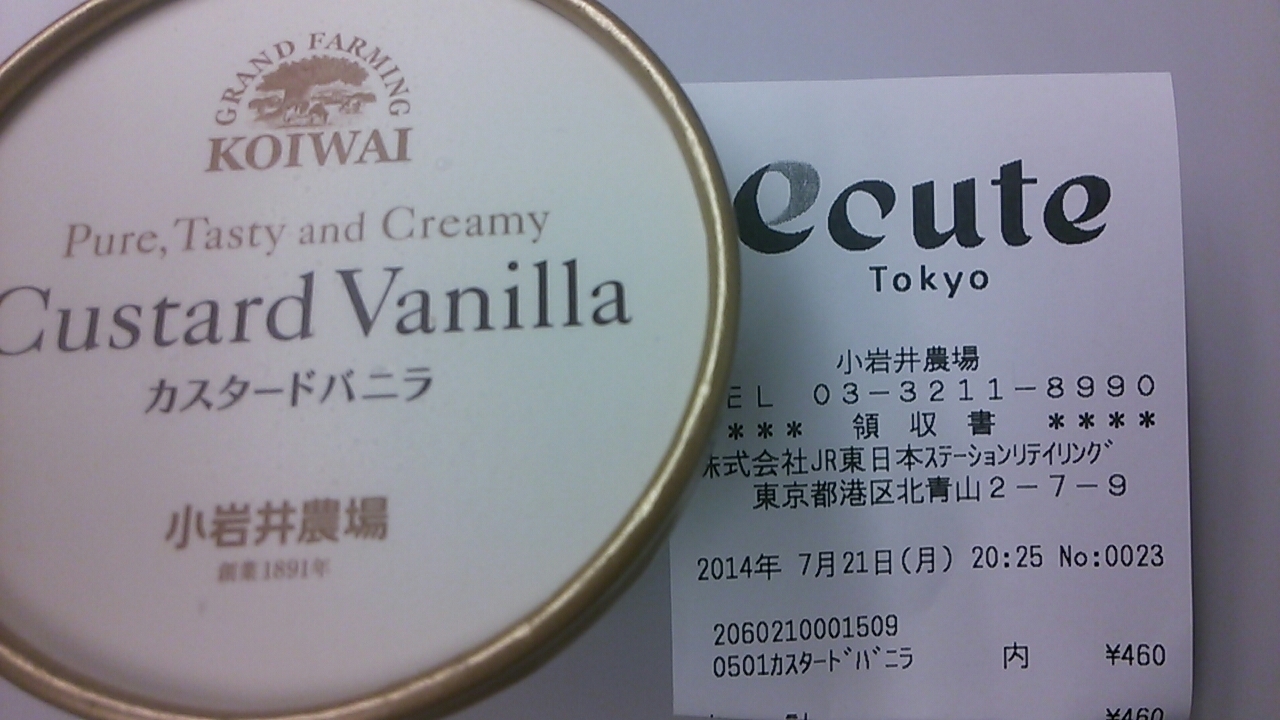 GRAND FARMING
KOIWAI
Pure, Tasty and Creamy
Custard Vanilla
カスタードバニラ
小岩井農場
創業1891年
ecute
Tokyo
小岩井農場
EL 03-3211-8990
*** 領収書 ****
株式会社JR東日本ｽﾃｰｼｮﾝﾘﾃｲﾘﾝｸﾞ
東京都港区北青山2-7-9
2014年 7月21日(月) 20:25 No:0023
2060210001509
0501ｶｽﾀｰﾄﾞﾊﾞﾆﾗ 内 ¥460
¥460